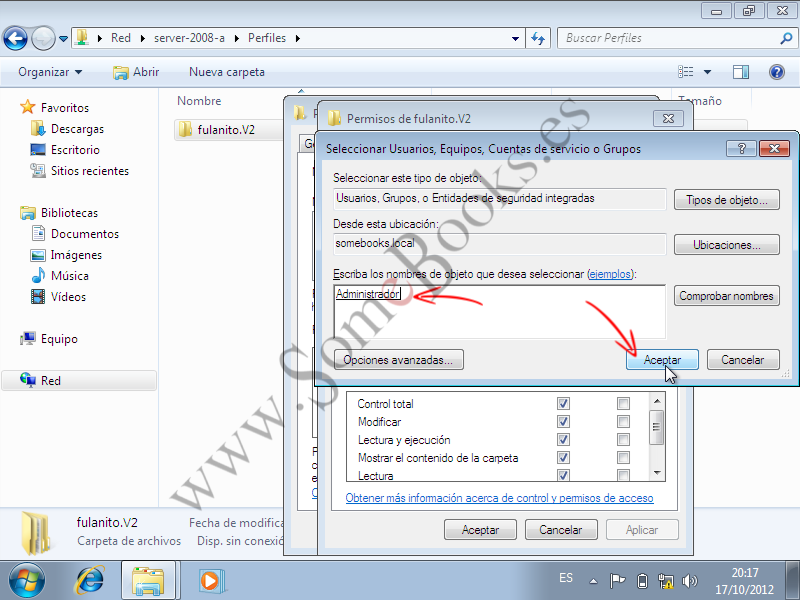 Red
server-2008-a
Perfiles
Buscar Perfiles
Organizar
Abrir
Nueva carpeta
Nombre
Tamaño
Favoritos
Descargas
Escritorio
Sitios recientes
Bibliotecas
Documentos
Imágenes
Música
Vídeos
Equipo
Red
fulanito.V2
Permisos de fulanito.V2
Seleccionar Usuarios, Equipos, Cuentas de servicio o Grupos
Seleccionar este tipo de objeto:
Usuarios, Grupos, o Entidades de seguridad integradas
Tipos de objeto...
Desde esta ubicación:
somebooks.local
Ubicaciones...
Escriba los nombres de objeto que desea seleccionar (ejemplos):
Administrador
Comprobar nombres
Opciones avanzadas...
Aceptar
Cancelar
Control total
Modificar
Lectura y ejecución
Mostrar el contenido de la carpeta
Lectura
Obtener más información acerca de control y permisos de acceso
Aceptar
Cancelar
Aplicar
fulanito.V2
Fecha de modifica
Carpeta de archivos
Disp. sin conexió
ES
20:17
17/10/2012
www.SomeBooks.es